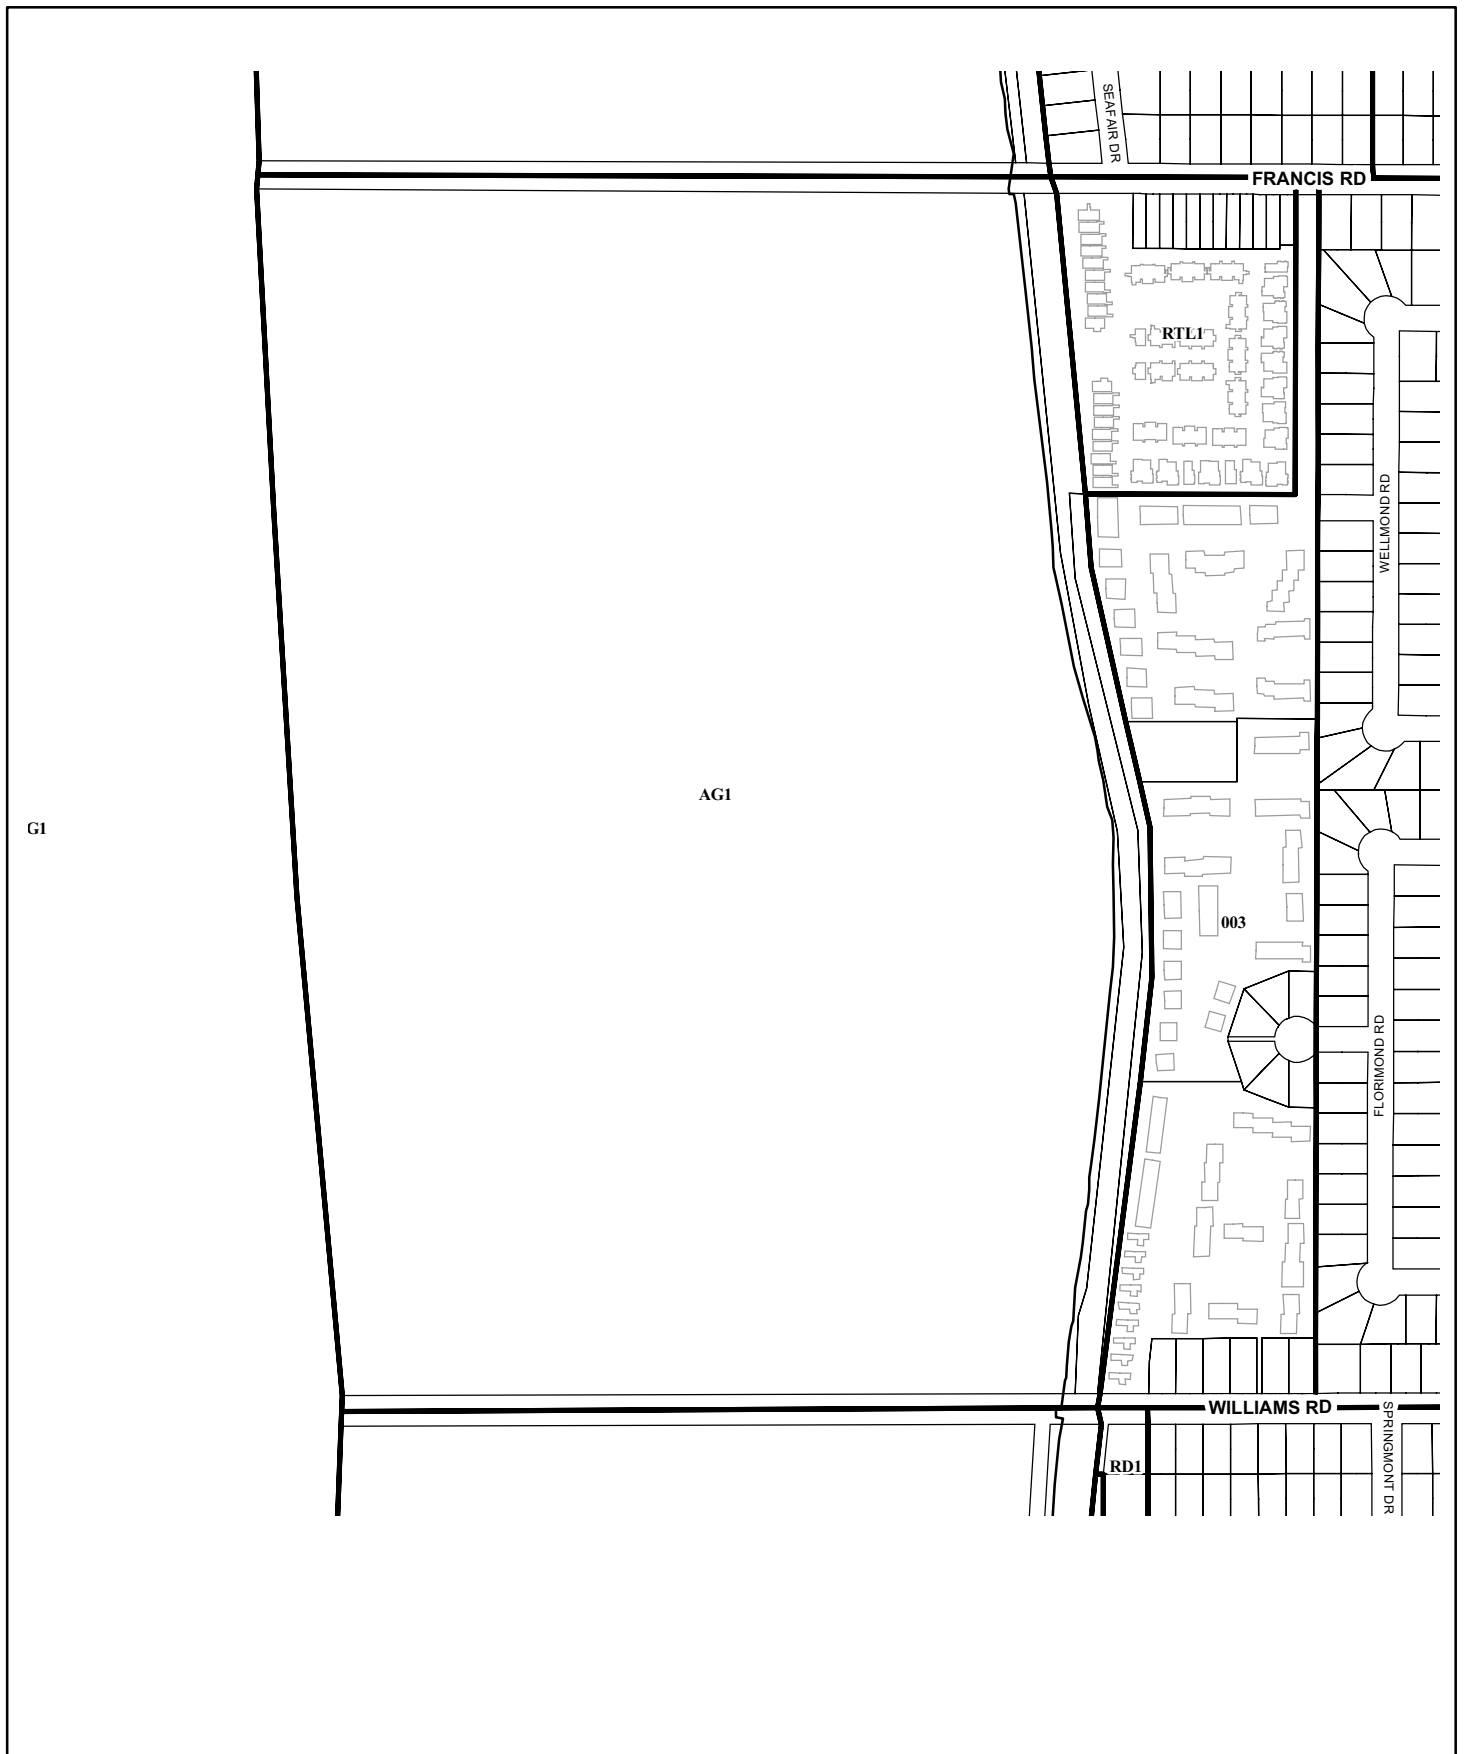 SEAFAIR DR
FRANCIS RD
RTL1
WELLMOND RD
AG1
G1
003
FLORIMOND RD
WILLIAMS RD
SPRINGMONT DR
RD1